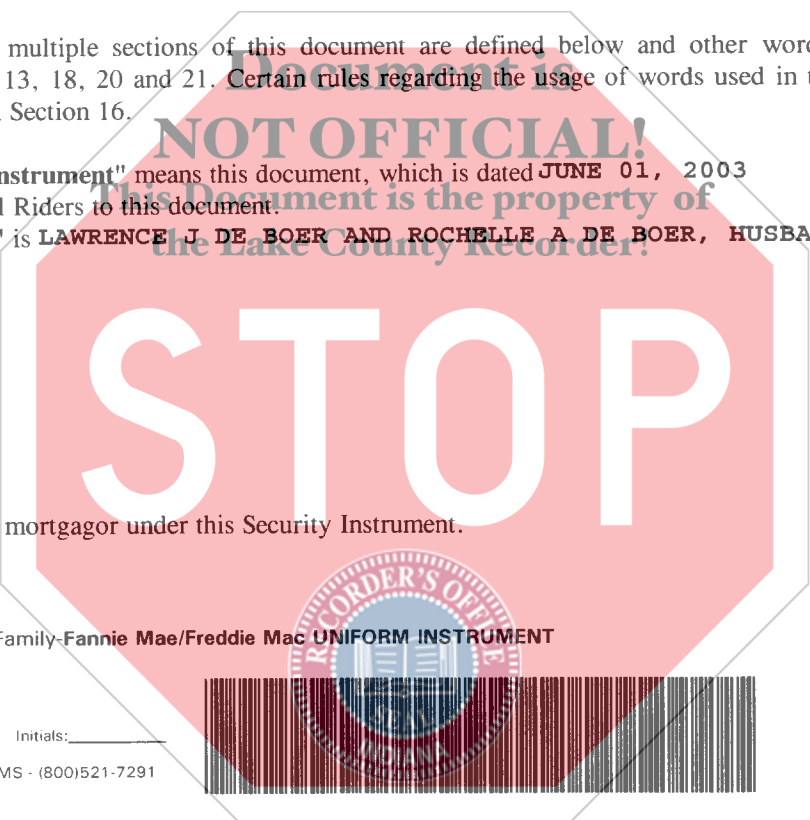 multiple sections of this document are defined below and other
13, 18, 20 and 21. Certain rules regarding the usage of words used in
Section 16.
Document is
NOT OFFICIAL!
This Document is the property of
the Lake County Recorder!
nstrument" means this document, which is dated JUNE 01, 2003
Riders to this document.
" is LAWRENCE J DE BOER AND ROCHELLE A DE BOER,
STOP
mortgagor under this Security Instrument.
RECORDER'S OFFICE
SEAL
INDIANA
Family-Fannie Mae/Freddie Mac UNIFORM INSTRUMENT
Initials:
MS - (800)521-7291